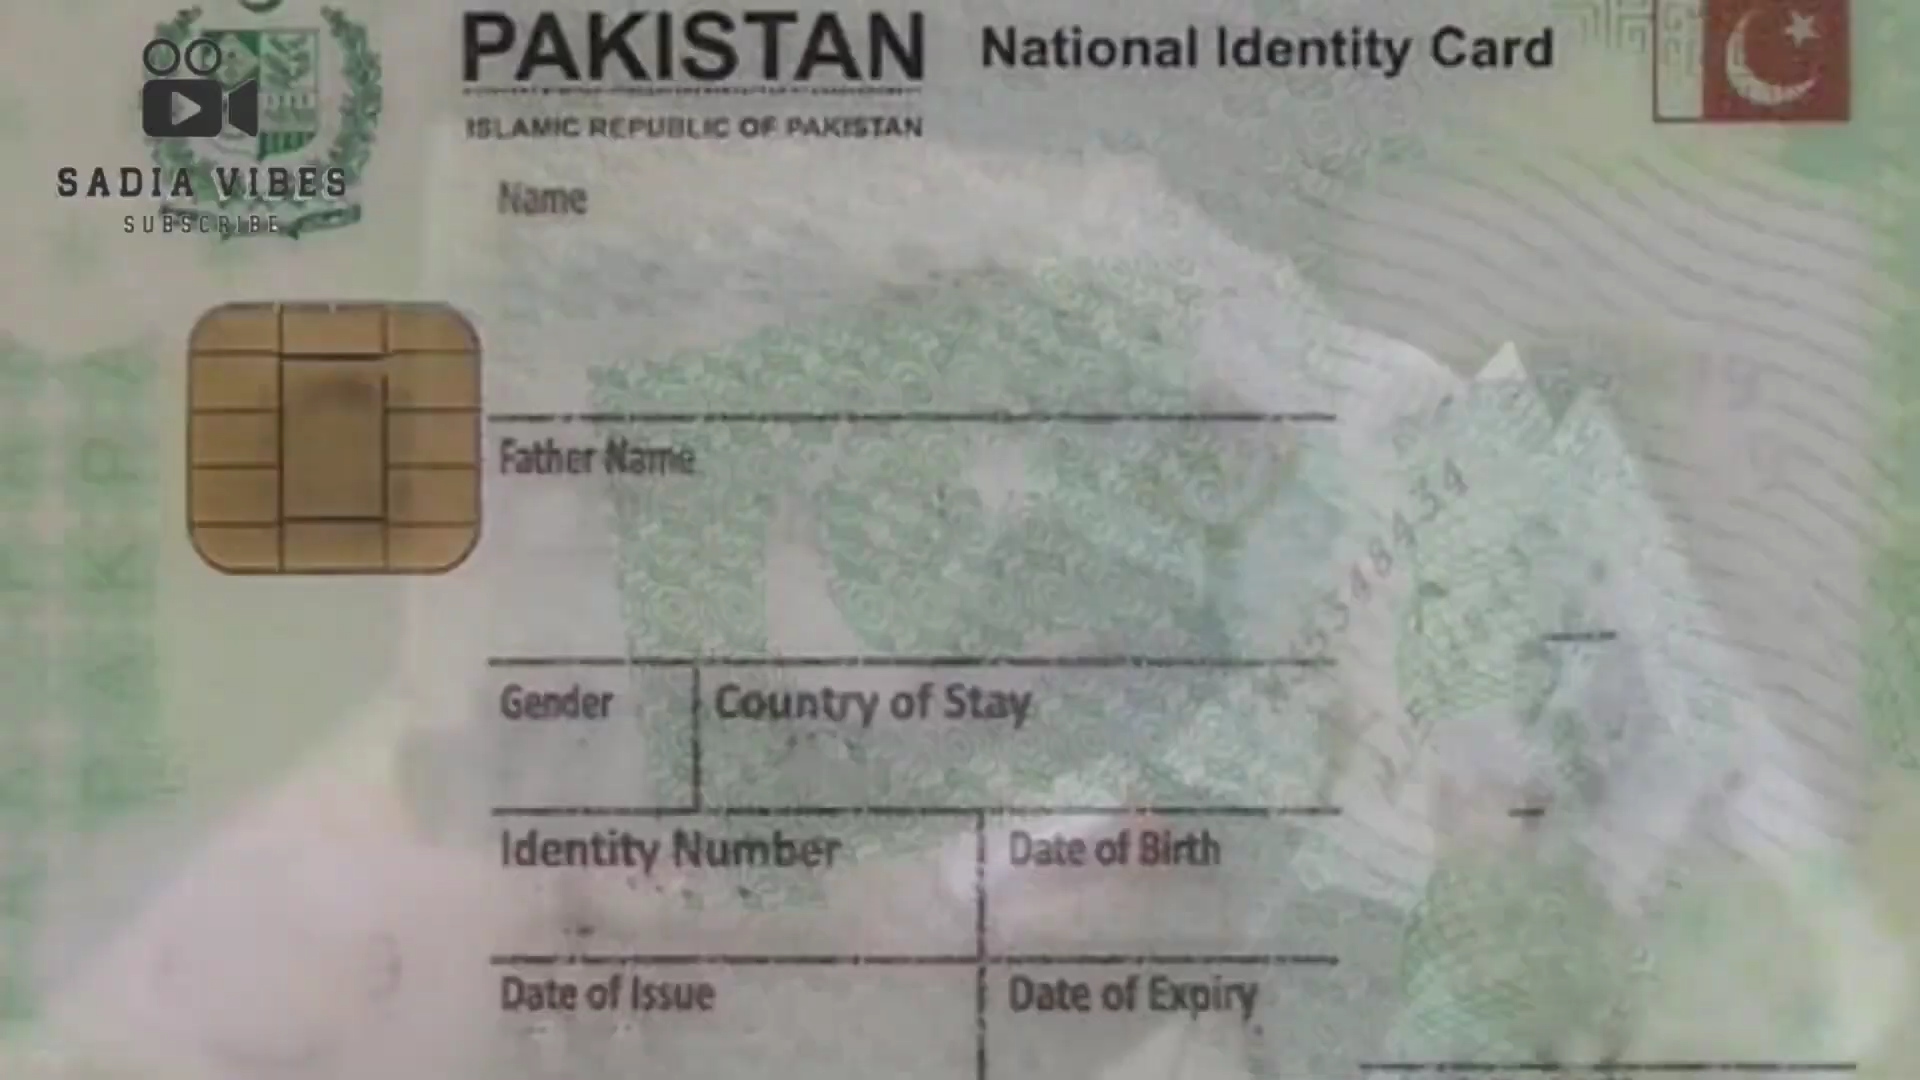 PAKISTAN National Identity Card
ISLAMIC REPUBLIC OF PAKISTAN
SADIA VIBES
SUBSCRIBE
Name
Father Name
Gender
Country of Stay
Identity Number
Date of Birth
Date of Issue
Date of Expiry